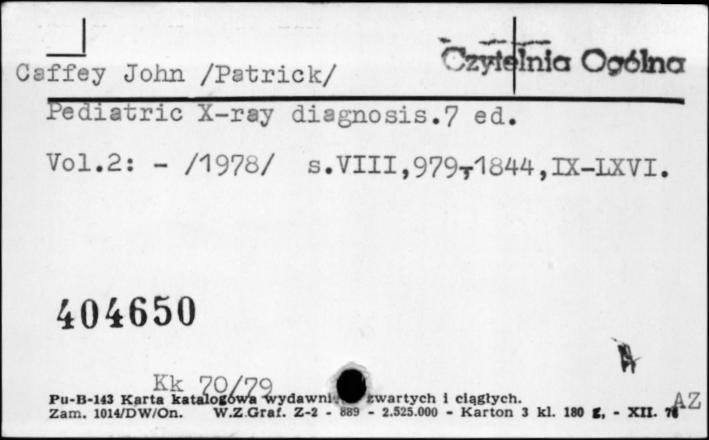 Czytelnia Ogólna
Caffey John /Patrick/
Pediatric X-ray diagnosis.7 ed.
Vol.2: - /1978/ s.VIII,979-1844,IX-LXVI.
404650
Kk 70/79
Pu-B-143 Karta katalogowa zwartych i ciągłych.
AZ
Zam. 1014/DW/On. W.Z.Graf. Z-2 - 889 - 2.525.000 - Karton 3 kl. 180 g, - XII.